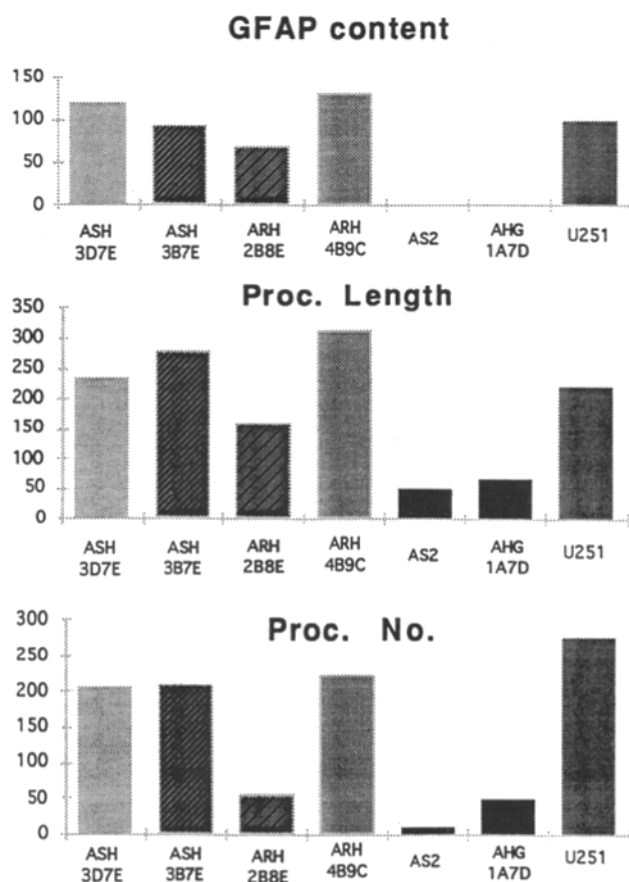 GFAP content
150
100
50
0
ASH ASH ARH ARH AS2 AHG U251
3D7E 3B7E 2B8E 4B9C 1A7D
Proc. Length
350
300
250
200
150
100
50
0
ASH ASH ARH ARH AS2 AHG U251
3D7E 3B7E 2B8E 4B9C 1A7D
Proc. No.
300
250
200
150
100
50
0
ASH ASH ARH ARH AS2 AHG U251
3D7E 3B7E 2B8E 4B9C 1A7D